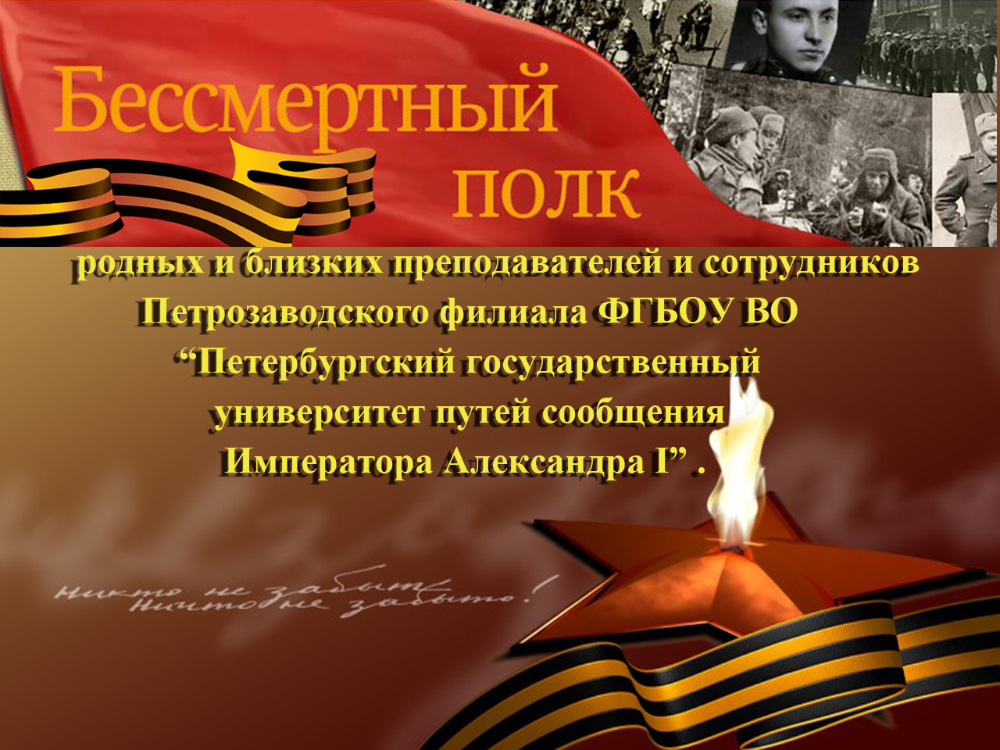 Бессмертный
полк
родных и близких преподавателей и сотрудников
Петрозаводского филиала ФГБОУ ВО
“Петербургский государственный
университет путей сообщения
Императора Александра I” .
Никто не забыт
Ничто не забыто!